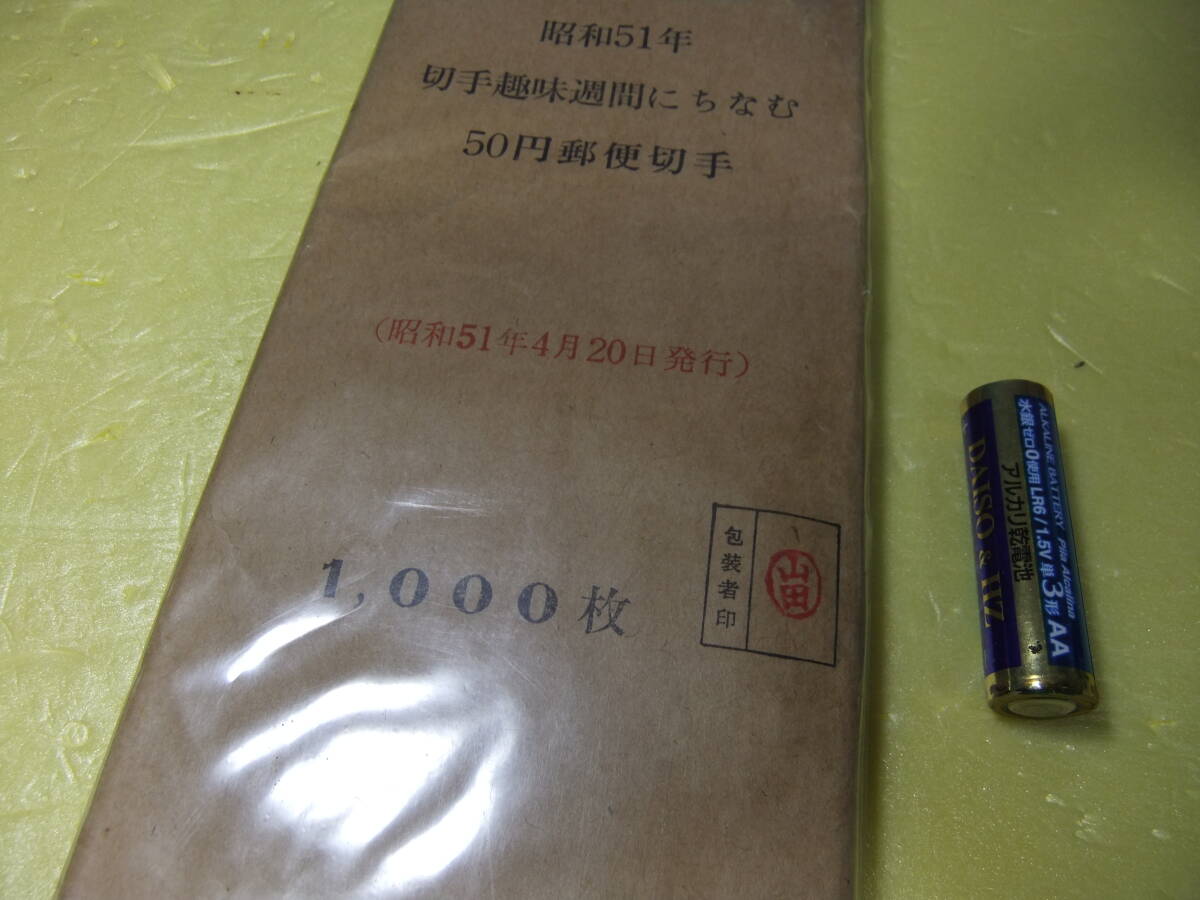 昭和51年
切手趣味週間にちなむ
50円郵便切手
(昭和51年4月20日発行)
1,000枚
包装者印
山田
ALKALINE BATTERY Pila Alcalina
水銀ゼロ0使用 LR6/1.5V 単3形 AA
アルカリ乾電池
DAISO & HZ